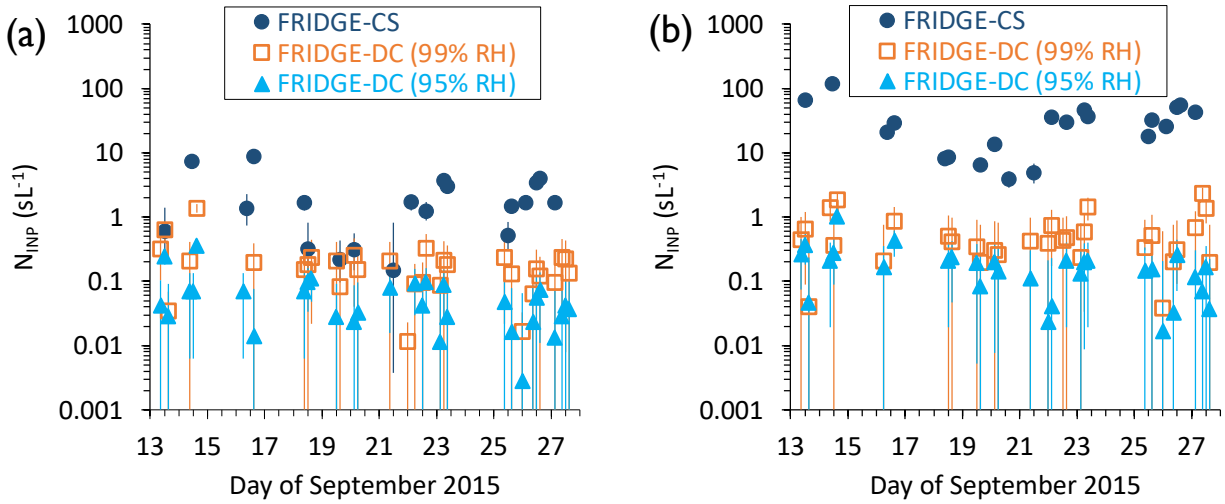 (a)
FRIDGE-CS
FRIDGE-DC (99% RH)
FRIDGE-DC (95% RH)
N_INP (sL⁻¹)
1000
100
10
1
0.1
0.01
0.001
13 15 17 19 21 23 25 27
Day of September 2015
(b)
FRIDGE-CS
FRIDGE-DC (99% RH)
FRIDGE-DC (95% RH)
N_INP (sL⁻¹)
1000
100
10
1
0.1
0.01
0.001
13 15 17 19 21 23 25 27
Day of September 2015